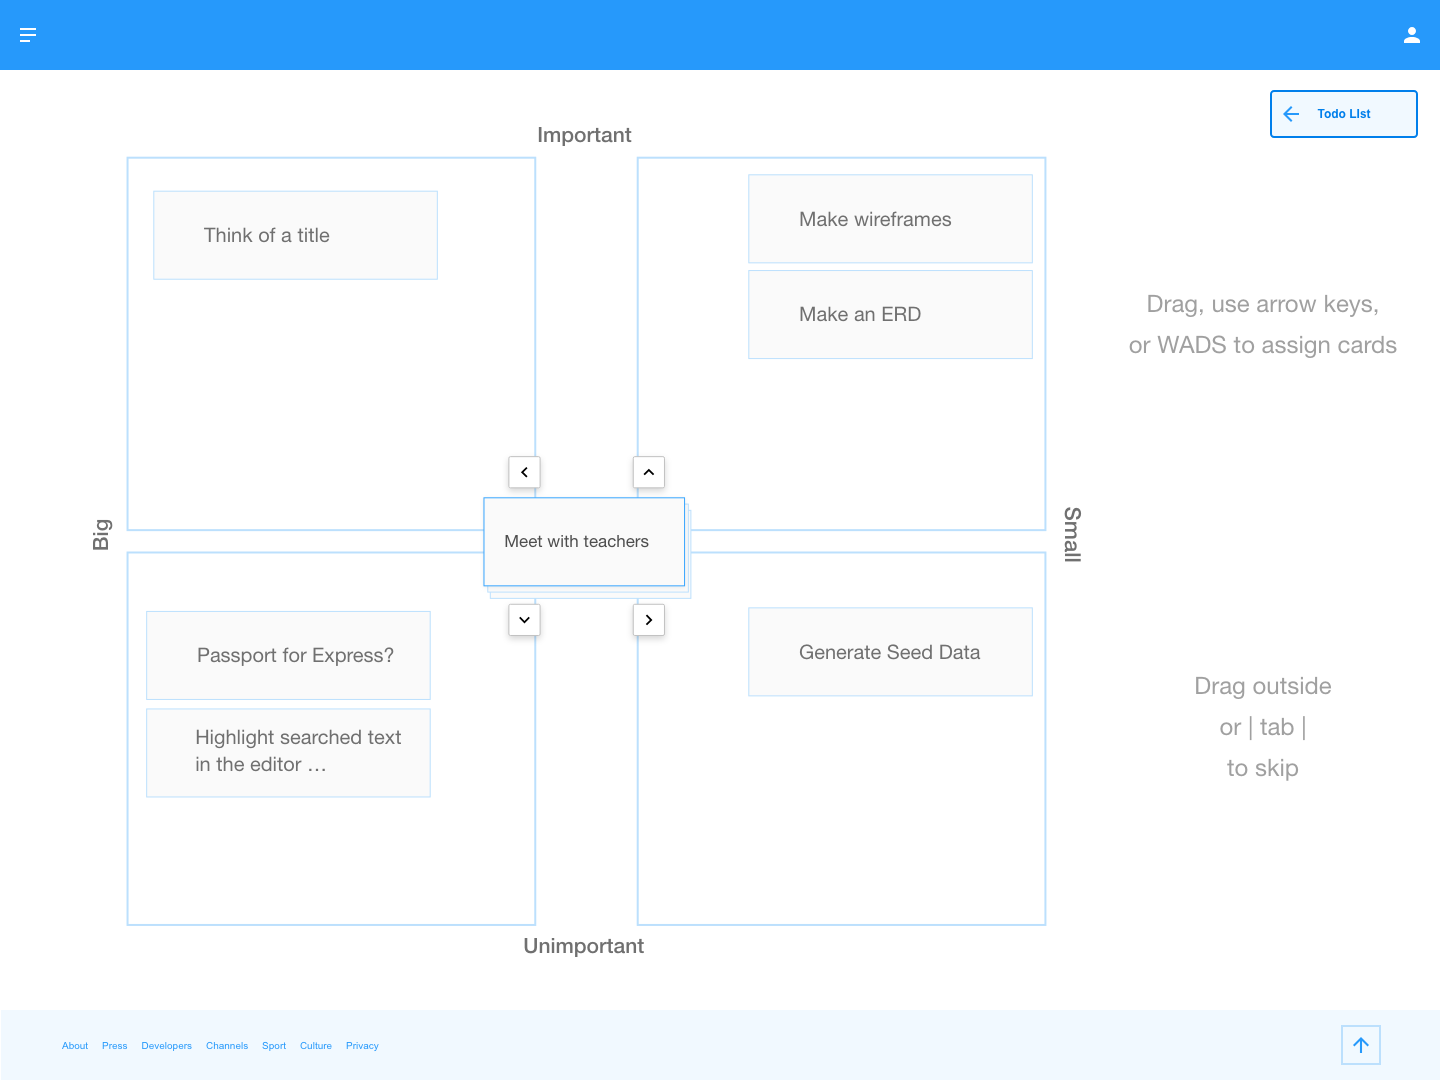 Todo LIst
Important
Think of a title
Make wireframes
Make an ERD
Drag, use arrow keys,
or WADS to assign cards
Big
Meet with teachers
Small
Passport for Express?
Highlight searched text
in the editor …
Generate Seed Data
Drag outside
or | tab |
to skip
Unimportant
About Press Developers Channels Sport Culture Privacy